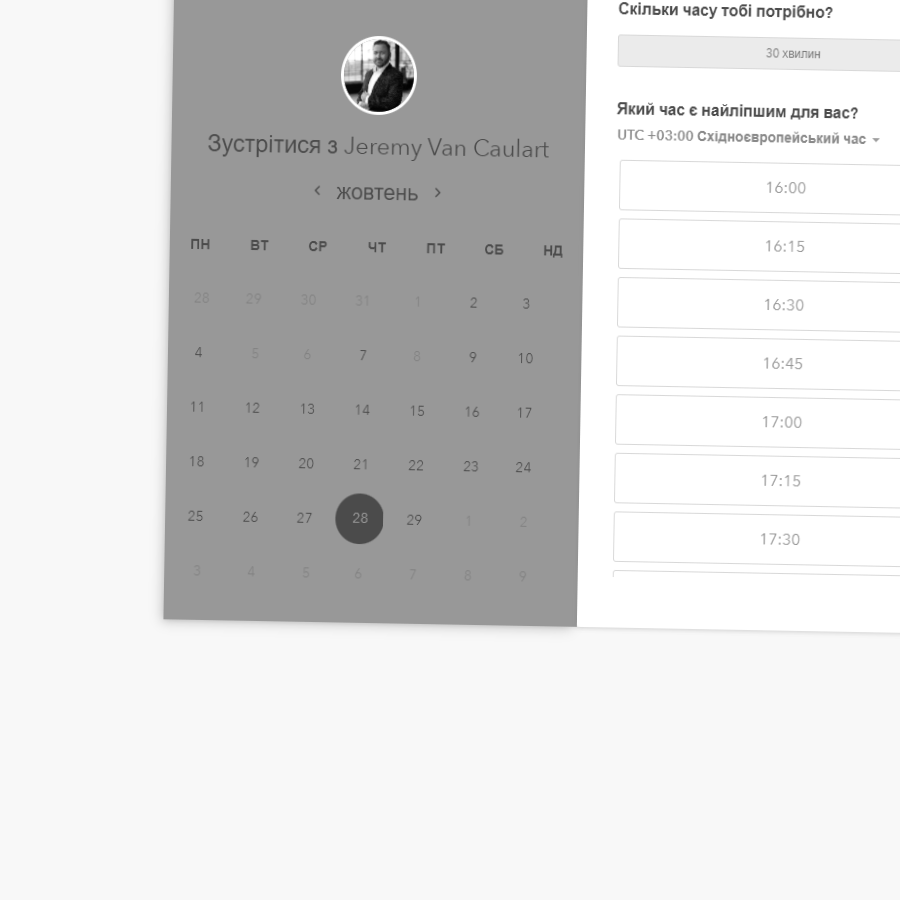 Зустрітися з Jeremy Van Caulart
жовтень
ПН ВТ СР ЧТ ПТ СБ НД
28 29 30 31 1 2 3
4 5 6 7 8 9 10
11 12 13 14 15 16 17
18 19 20 21 22 23 24
25 26 27 28 29 1 2
3 4 5 6 7 8 9
Скільки часу тобі потрібно?
30 хвилин
Який час є найліпшим для вас?
UTC +03:00 Східноєвропейський час
16:00
16:15
16:30
16:45
17:00
17:15
17:30